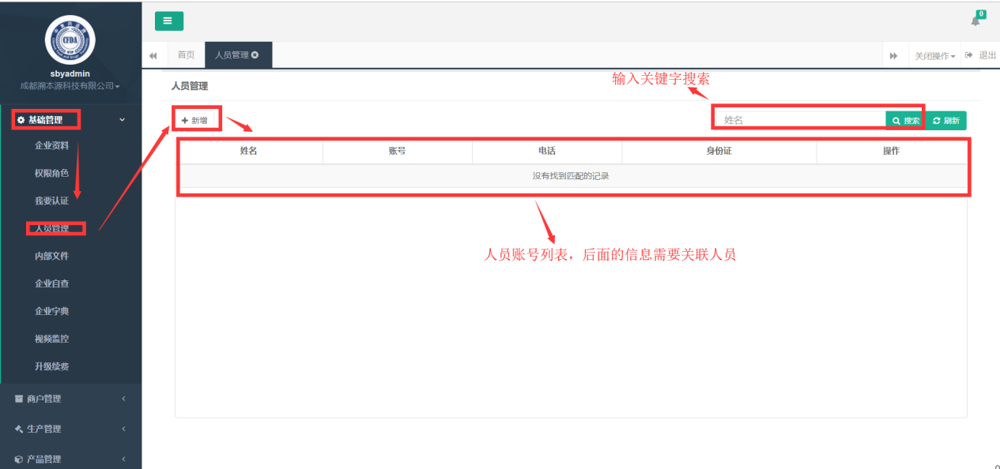 0
CFDA
sbyadmin
成都溯本源科技有限公司
首页
人员管理
关闭操作
退出
人员管理
输入关键字搜索
基础管理
新增
姓名
搜索
刷新
企业资料
姓名 账号 电话 身份证 操作
权限角色
没有找到匹配的记录
我要认证
人员管理
内部文件
人员账号列表，后面的信息需要关联人员
企业自查
企业字典
视频监控
升级续费
商户管理
生产管理
产品管理